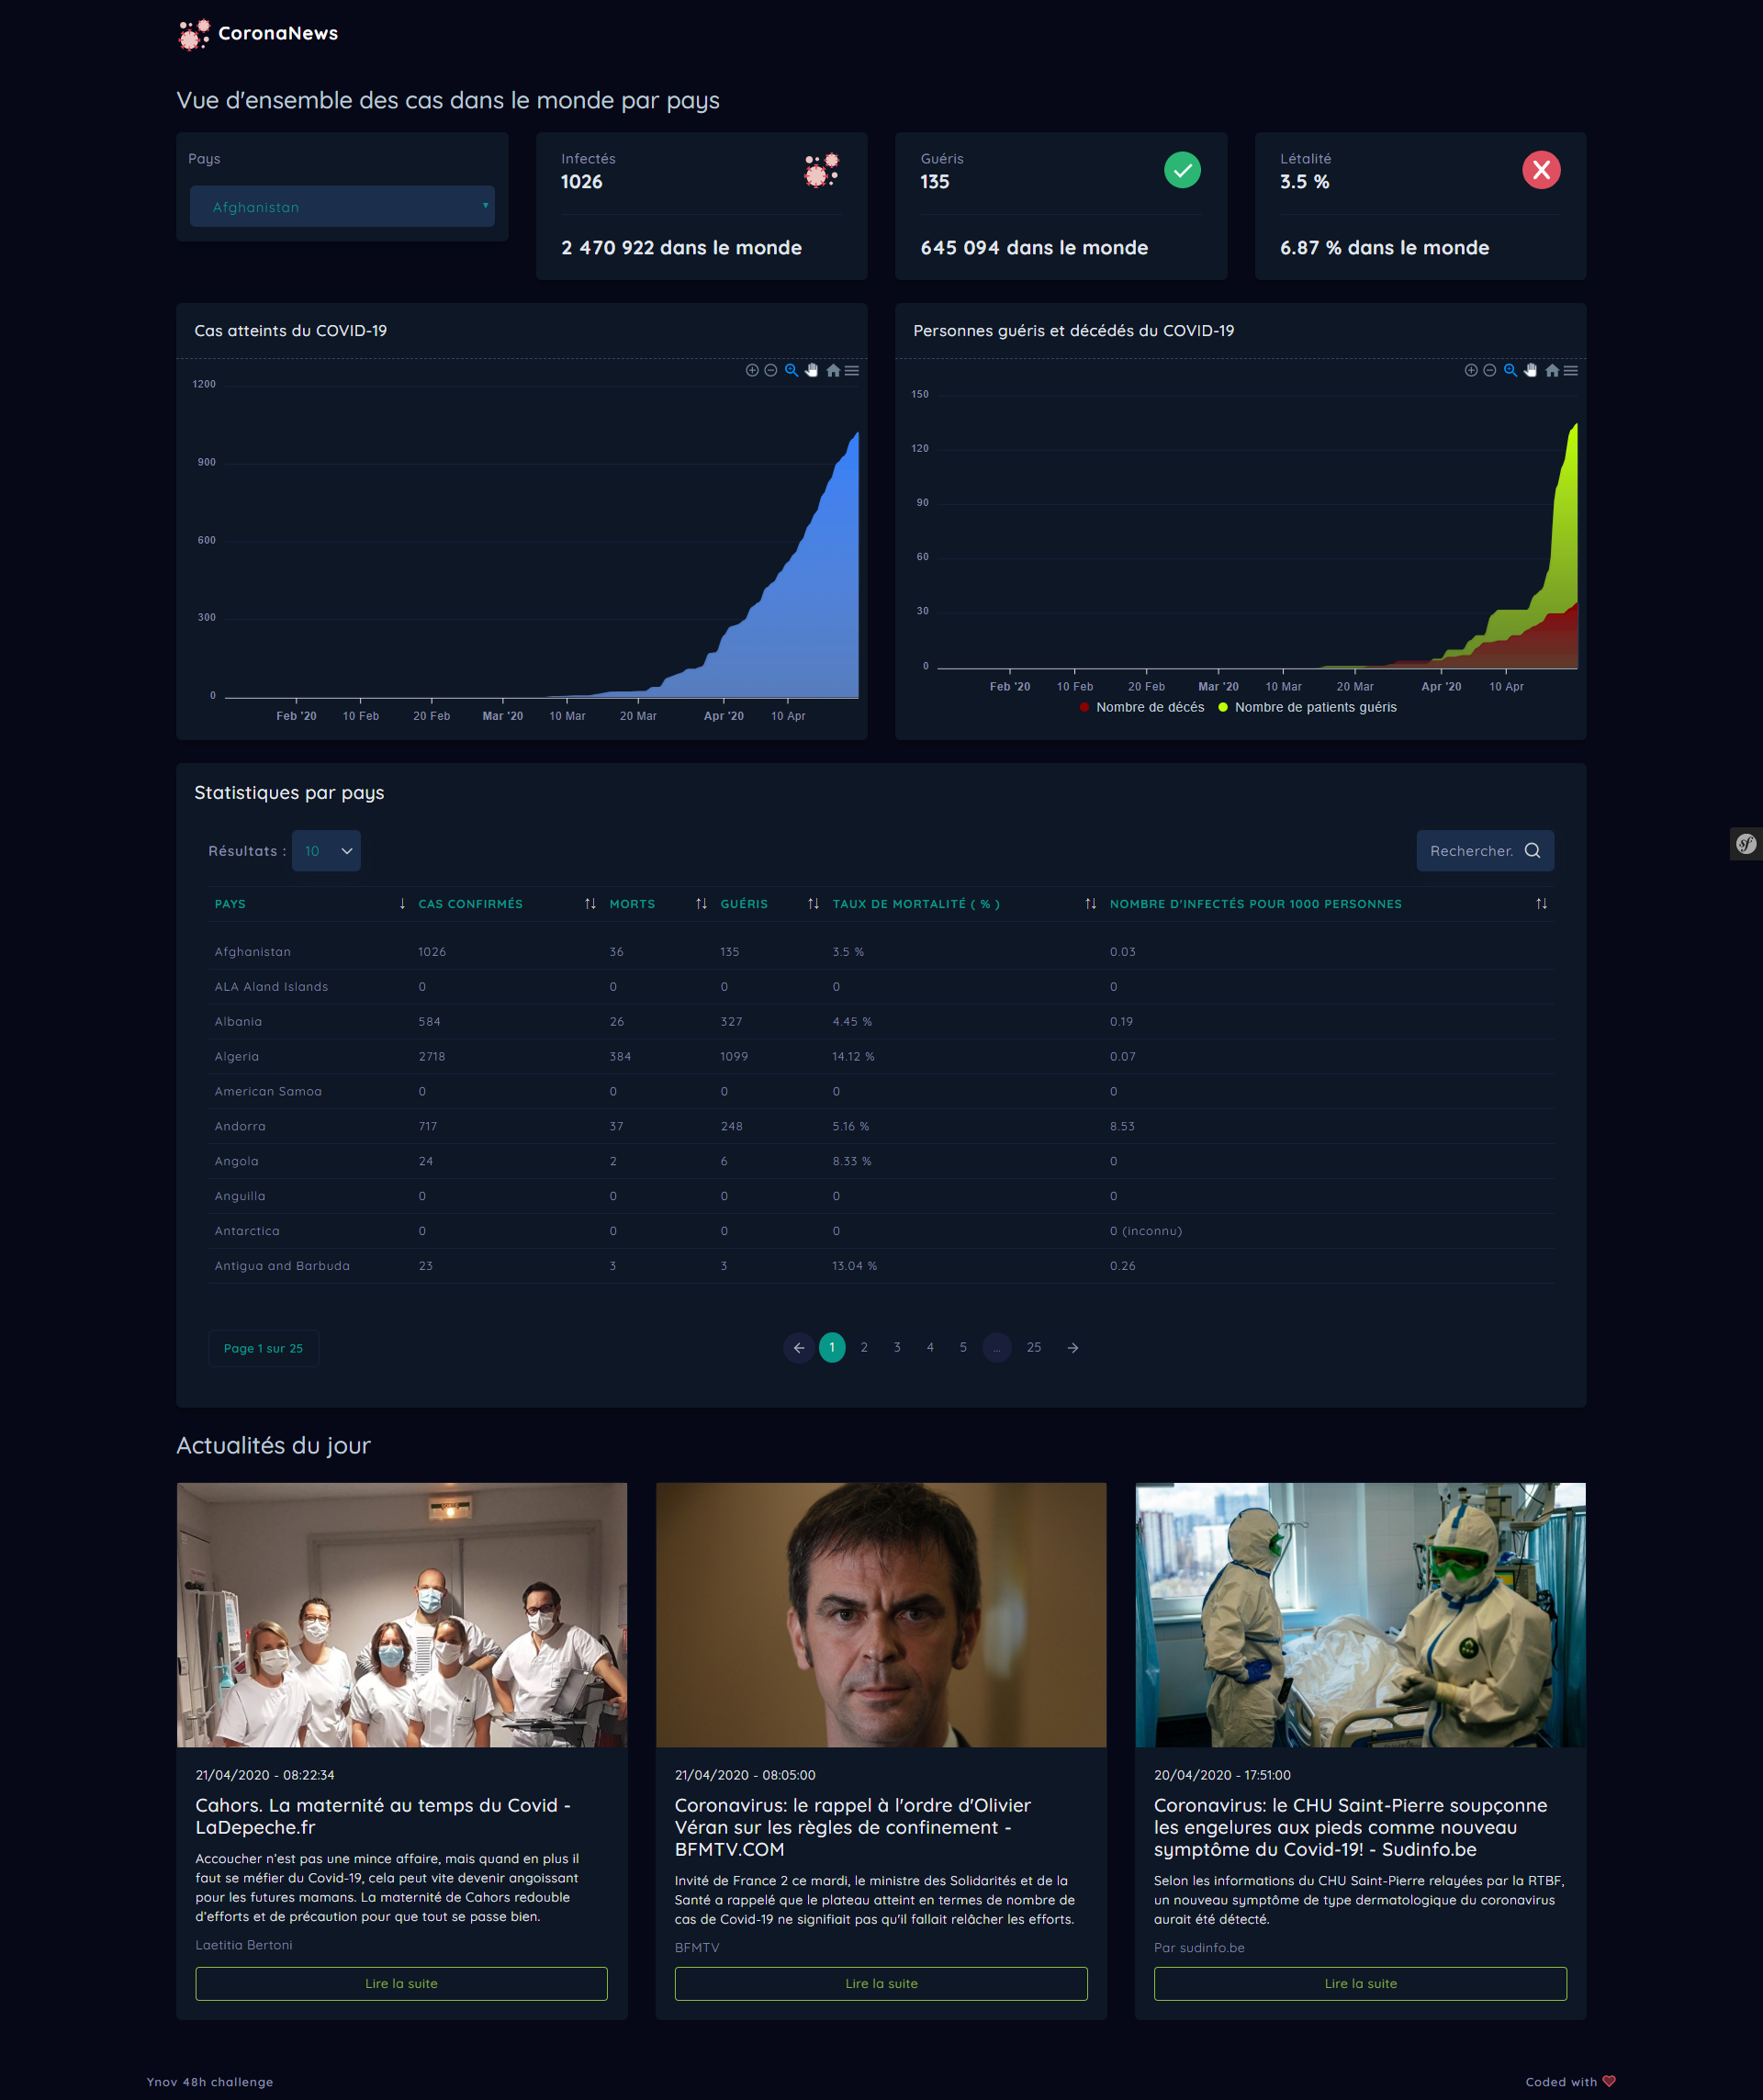 CoronaNews
Vue d'ensemble des cas dans le monde par pays
Pays
Afghanistan
Infectés
1026
2 470 922 dans le monde
Guéris
135
645 094 dans le monde
Létalité
3.5 %
6.87 % dans le monde
Cas atteints du COVID-19
1200
900
600
300
0
Feb '20 10 Feb 20 Feb Mar '20 10 Mar 20 Mar Apr '20 10 Apr
Personnes guéris et décédés du COVID-19
150
120
90
60
30
0
Feb '20 10 Feb 20 Feb Mar '20 10 Mar 20 Mar Apr '20 10 Apr
Nombre de décés Nombre de patients guéris
Statistiques par pays
Résultats : 10
Rechercher.
PAYS CAS CONFIRMÉS MORTS GUÉRIS TAUX DE MORTALITÉ ( % ) NOMBRE D'INFECTÉS POUR 1000 PERSONNES
Afghanistan 1026 36 135 3.5 % 0.03
ALA Aland Islands 0 0 0 0 0
Albania 584 26 327 4.45 % 0.19
Algeria 2718 384 1099 14.12 % 0.07
American Samoa 0 0 0 0 0
Andorra 717 37 248 5.16 % 8.53
Angola 24 2 6 8.33 % 0
Anguilla 0 0 0 0 0
Antarctica 0 0 0 0 0 (inconnu)
Antigua and Barbuda 23 3 3 13.04 % 0.26
Page 1 sur 25
1 2 3 4 5 ... 25
sf
Actualités du jour
21/04/2020 - 08:22:34
Cahors. La maternité au temps du Covid -
LaDepeche.fr
Accoucher n'est pas une mince affaire, mais quand en plus il
faut se méfier du Covid-19, cela peut vite devenir angoissant
pour les futures mamans. La maternité de Cahors redouble
d'efforts et de précaution pour que tout se passe bien.
Laetitia Bertoni
Lire la suite
21/04/2020 - 08:05:00
Coronavirus: le rappel à l'ordre d'Olivier
Véran sur les règles de confinement -
BFMTV.COM
Invité de France 2 ce mardi, le ministre des Solidarités et de la
Santé a rappelé que le plateau atteint en termes de nombre de
cas de Covid-19 ne signifiait pas qu'il fallait relâcher les efforts.
BFMTV
Lire la suite
20/04/2020 - 17:51:00
Coronavirus: le CHU Saint-Pierre soupçonne
les engelures aux pieds comme nouveau
symptôme du Covid-19! - Sudinfo.be
Selon les informations du CHU Saint-Pierre relayées par la RTBF,
un nouveau symptôme de type dermatologique du coronavirus
aurait été détecté.
Par sudinfo.be
Lire la suite
Ynov 48h challenge
Coded with